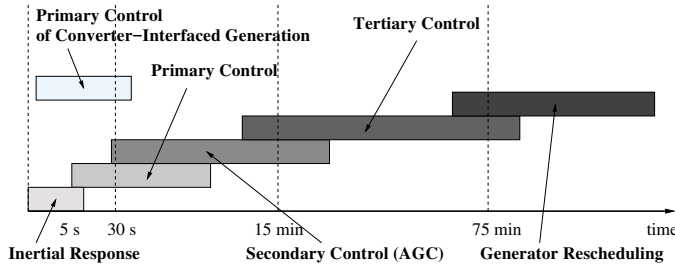 Primary Control
of Converter−Interfaced Generation
Tertiary Control
Primary Control
5 s
30 s
15 min
75 min
time
Inertial Response
Secondary Control (AGC)
Generator Rescheduling